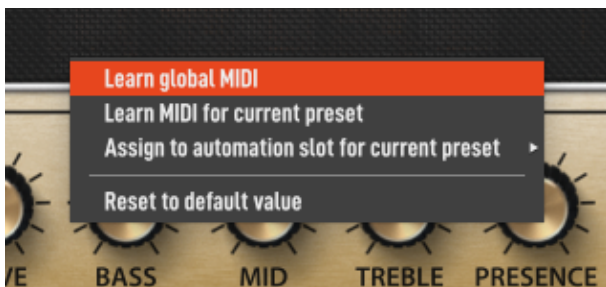 Learn global MIDI
Learn MIDI for current preset
Assign to automation slot for current preset
Reset to default value
VE BASS MID TREBLE PRESENCE